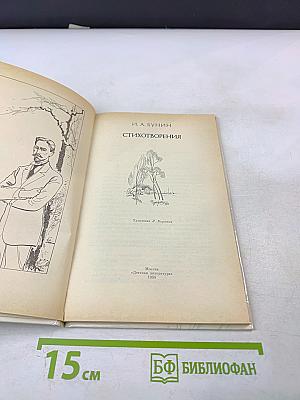 И. А. БУНИН
СТИХОТВОРЕНИЯ
Москва
«Детская литература»
15 см
БФ БИБЛИОФАН